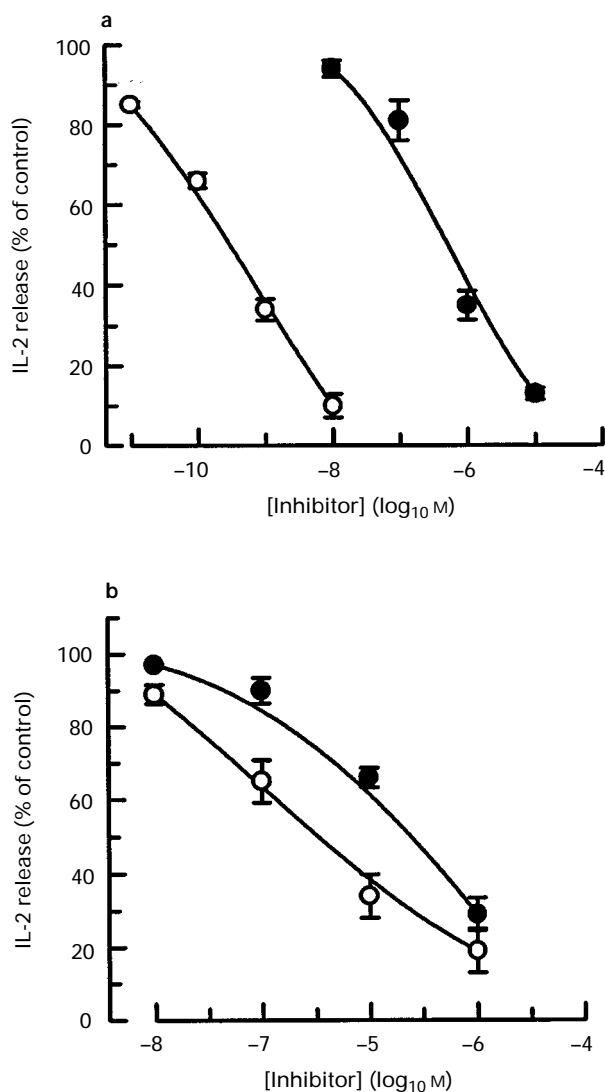 a
100
80
60
40
20
0
IL-2 release (% of control)
−10 −8 −6 −4
[Inhibitor] (log10 M)
b
100
80
60
40
20
0
IL-2 release (% of control)
−8 −7 −5 −6 −4
[Inhibitor] (log10 M)